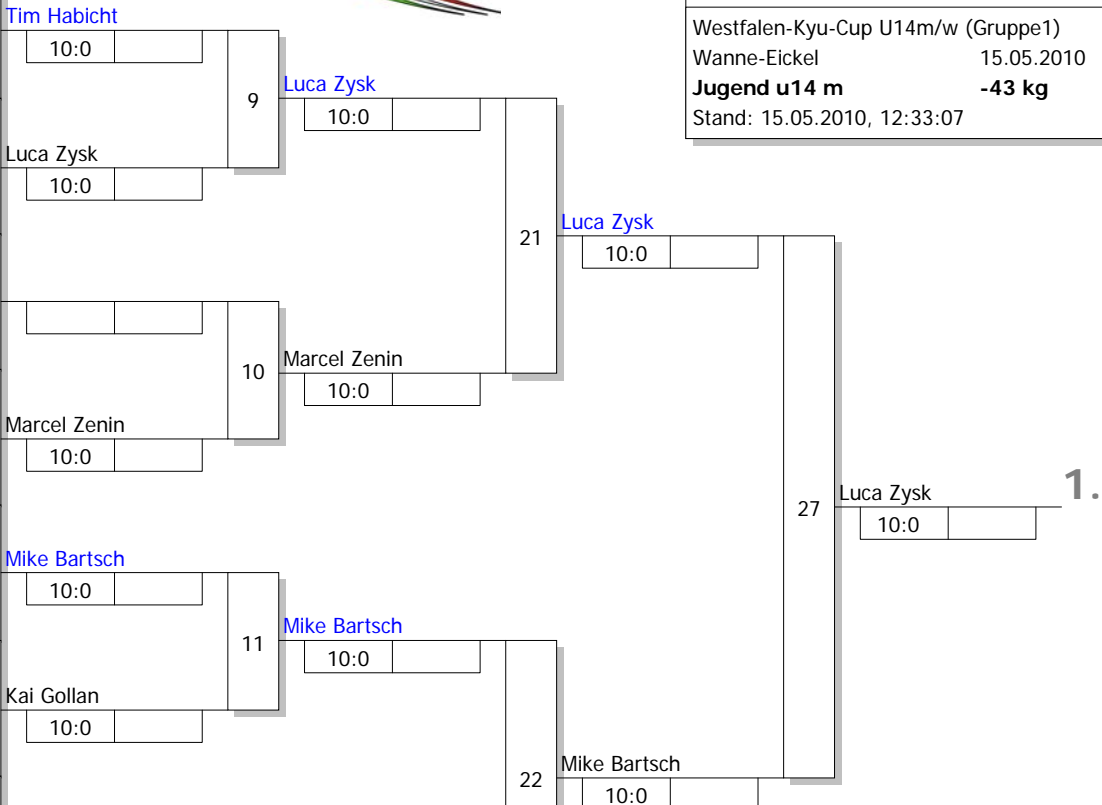 Tim Habicht
10:0
9
Luca Zysk
10:0
Luca Zysk
10:0
21
Luca Zysk
10:0
10
Marcel Zenin
10:0
Marcel Zenin
10:0
27
Luca Zysk
10:0
1.
Mike Bartsch
10:0
11
Mike Bartsch
10:0
Kai Gollan
10:0
22
Mike Bartsch
10:0
Westfalen-Kyu-Cup U14m/w (Gruppe1)
Wanne-Eickel 15.05.2010
Jugend u14 m -43 kg
Stand: 15.05.2010, 12:33:07